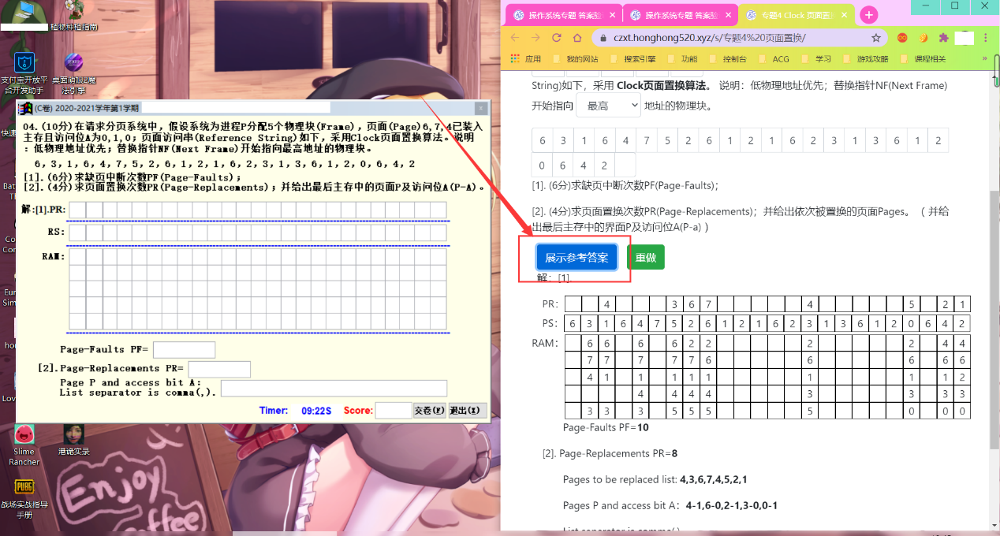 植物种植指南
支付宝开放平台开发助手
桌面萌娘2魔法引擎
Slime Rancher
港诡实录
PUBG
战场实战指导手册
Enjoy
(C卷) 2020-2021学年第1学期
04.(10分)在请求分页系统中，假设系统为进程P分配5个物理块(Frame)，页面(Page)6,7,4已装入
主存且访问位A为0,1,0；页面访问串(Reference String)如下，采用Clock页面置换算法。说明
：低物理地址优先；替换指针NF(Next Frame)开始指向最高地址的物理块。
6，3，1，6，4，7，5，2，6，1，2，1，6，2，3，1，3，6，1，2，0，6，4，2
[1].(6分)求缺页中断次数PF(Page-Faults)；
[2].(4分)求页面置换次数PR(Page-Replacements)；并给出最后主存中的页面P及访问位A(P-A)。
解:[1].PR:
RS:
RAM:
Page-Faults PF=
[2].Page-Replacements PR=
Page P and access bit A:
List separator is comma(,).
Timer: 09:22S Score: 交卷(P) 退出(X)
操作系统专题 答案验 × 操作系统专题 答案验 × 专题4 Clock 页面置 ×
czxt.honghong520.xyz/s/专题4%20页面置换/
应用 我的网站 搜索引擎 功能 控制台 ACG 学习 游戏攻略 课程相关 »
String)如下，采用 Clock页面置换算法。 说明：低物理地址优先；替换指针NF(Next Frame)
开始指向 最高 地址的物理块。
6 3 1 6 4 7 5 2 6 1 2 1 6 2 3 1 3 6 1 2
0 6 4 2
[1]. (6分)求缺页中断次数PF(Page-Faults)；
[2]. (4分)求页面置换次数PR(Page-Replacements)；并给出依次被置换的页面Pages。（ 并给
出最后主存中的界面P及访问位A(P-a) ）
展示参考答案 重做
解：[1].
PR： 4 3 6 7 4 5 2 1
PS： 6 3 1 6 4 7 5 2 6 1 2 1 6 2 3 1 3 6 1 2 0 6 4 2
RAM： 6 6 6 6 2 2 2 2 4 4
7 7 7 7 7 6 6 6 6 6
4 1 1 1 1 1 1 1 1 2
4 4 4 4 3 3 3 3
3 3 3 5 5 5 5 0 0 0
Page-Faults PF=10
[2]. Page-Replacements PR=8
Pages to be replaced list: 4,3,6,7,4,5,2,1
Pages P and access bit A：4-1,6-0,2-1,3-0,0-1
List separator is comma(,)